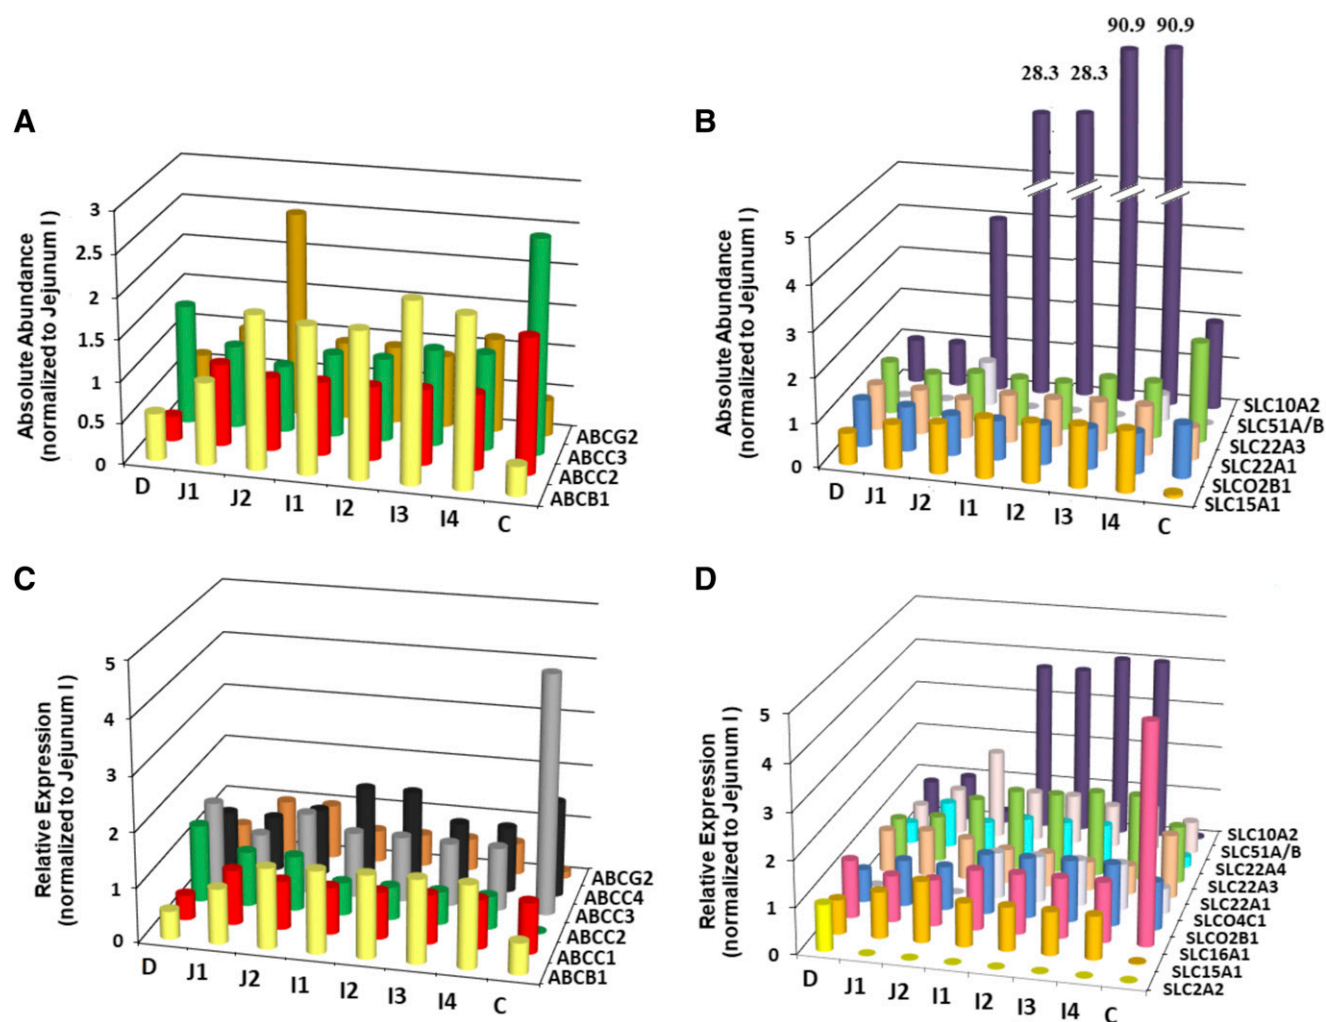 A
Absolute Abundance
(normalized to Jejunum I)
3
2.5
2
1.5
1
0.5
0
D
J1
J2
I1
I2
I3
I4
C
ABCG2
ABCC3
ABCC2
ABCB1
B
90.9 90.9
28.3 28.3
Absolute Abundance
(normalized to Jejunum I)
5
4
3
2
1
0
D
J1
J2
I1
I2
I3
I4
C
SLC10A2
SLC51A/B
SLC22A3
SLC22A1
SLCO2B1
SLC15A1
C
Relative Expression
(normalized to Jejunum I)
5
4
3
2
1
0
D
J1
J2
I1
I2
I3
I4
C
ABCG2
ABCC4
ABCC3
ABCC2
ABCC1
ABCB1
D
Relative Expression
(normalized to Jejunum I)
5
4
3
2
1
0
D
J1
J2
I1
I2
I3
I4
C
SLC10A2
SLC51A/B
SLC22A4
SLC22A3
SLC22A1
SLCO4C1
SLCO2B1
SLC16A1
SLC15A1
SLC2A2